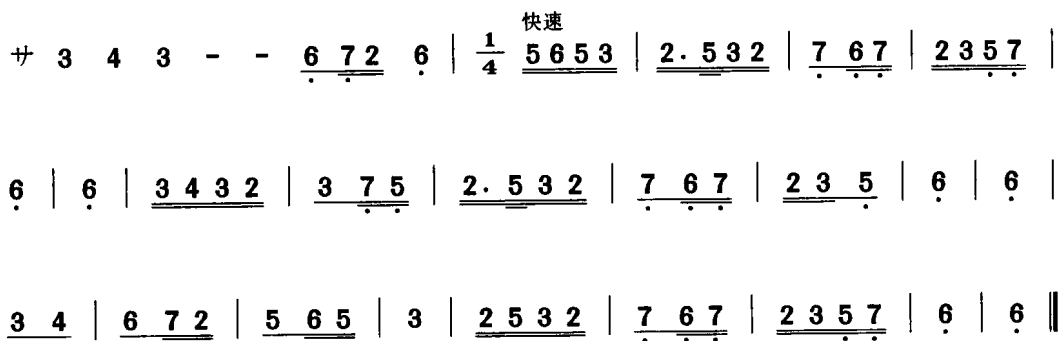 快速
サ 3 4 3 - - 6̣ 7̣ 2 6̣ | 1/4 5 6 5 3 | 2· 5 3 2 | 7̣ 6̣ 7̣ | 2 3 5̣ 7̣ |
6̣ | 6̣ | 3 4 3 2 | 3 7̣ 5̣ | 2· 5 3 2 | 7̣ 6̣ 7̣ | 2 3 5̣ | 6̣ | 6̣ |
3 4 | 6 7 2 | 5 6 5 | 3 | 2 5 3 2 | 7̣ 6̣ 7̣ | 2 3 5̣ 7̣ | 6̣ | 6̣ ‖